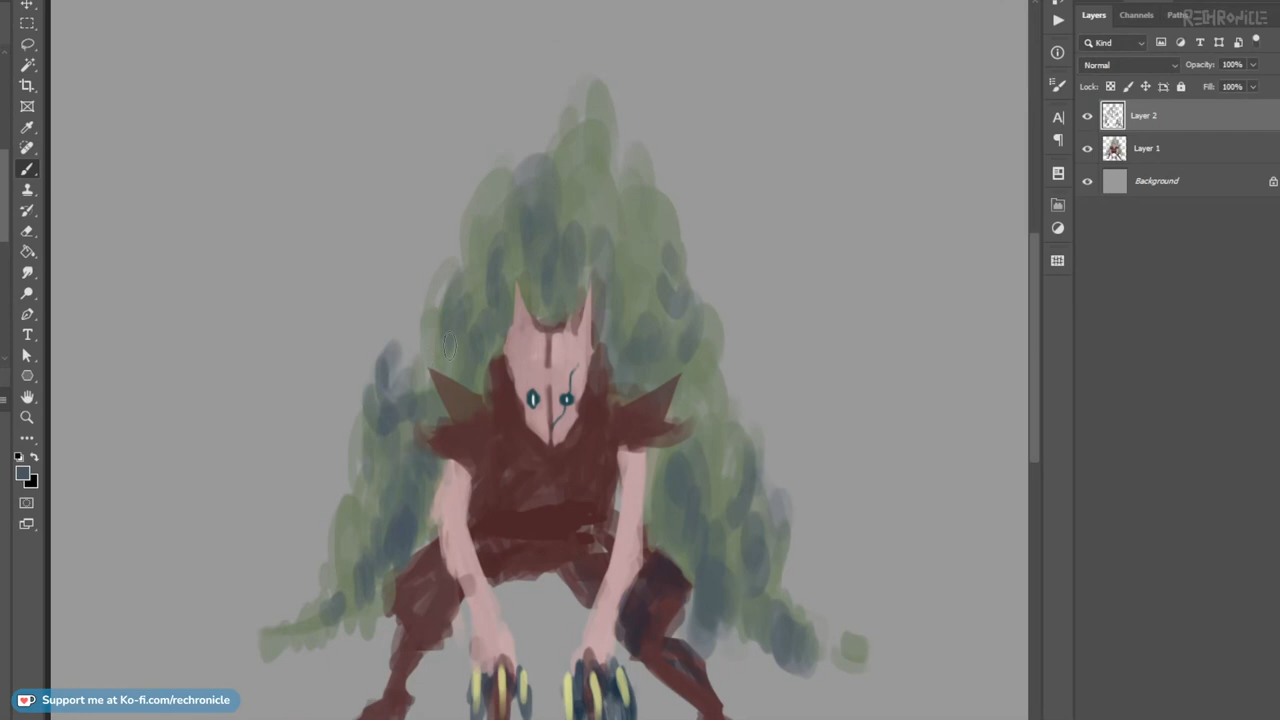 Layers Channels Paths
RECHRONICLE
Kind
Normal Opacity: 100%
Lock: Fill: 100%
Layer 2
Layer 1
Background
Support me at Ko-fi.com/rechronicle